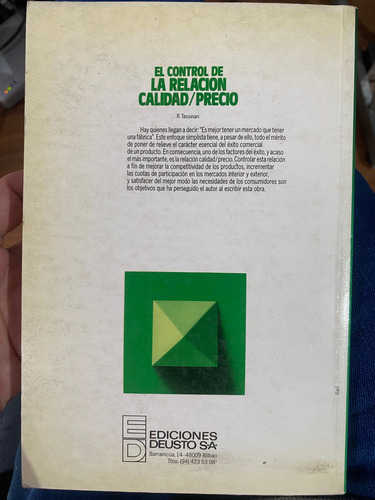 EL CONTROL DE
LA RELACION
CALIDAD/PRECIO
R. Tassinari
Hay quienes llegan a decir: "Es mejor tener un mercado que tener
una fábrica". Este enfoque simplista tiene, a pesar de ello, todo el mérito
de poner de relieve el carácter esencial del éxito comercial
de un producto. En consecuencia, uno de los factores del éxito, y acaso
el más importante, es la relación calidad/precio. Controlar esta relación
a fin de mejorar la competitividad de los productos, incrementar
las cuotas de participación en los mercados interior y exterior,
y satisfacer del mejor modo las necesidades de los consumidores son
los objetivos que ha perseguido el autor al escribir esta obra.
ED
EDICIONES
DEUSTO S.A.
Barraincúa, 14 - 48009 Bilbao
Tfno. (94) 423 53 08*